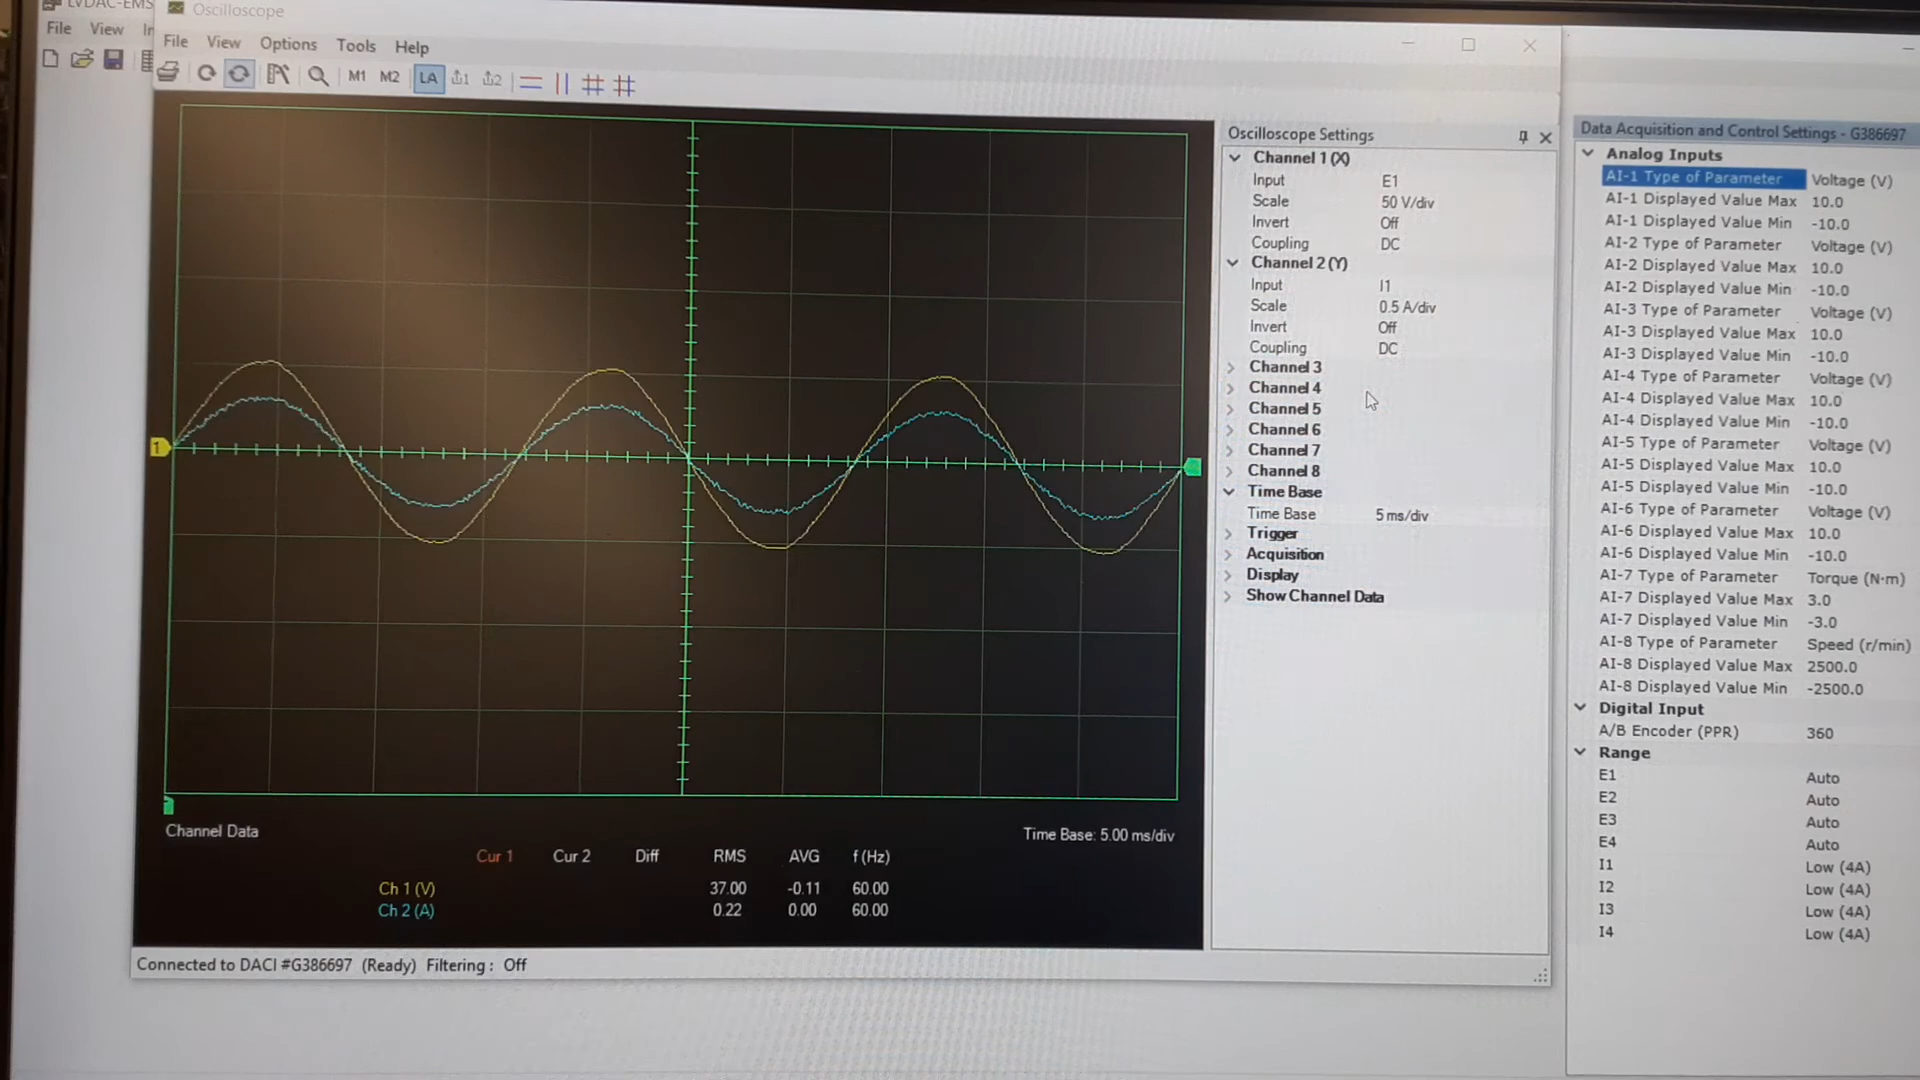 LVDAC-EMS
File View
Oscilloscope
File View Options Tools Help
M1 M2 LA 1 2
1
Channel Data
Time Base: 5.00 ms/div
Cur 1 Cur 2 Diff RMS AVG f (Hz)
Ch 1 (V) 37.00 -0.11 60.00
Ch 2 (A) 0.22 0.00 60.00
Connected to DACI #G386697 (Ready) Filtering : Off
Oscilloscope Settings
Channel 1 (X)
Input E1
Scale 50 V/div
Invert Off
Coupling DC
Channel 2 (Y)
Input I1
Scale 0.5 A/div
Invert Off
Coupling DC
Channel 3
Channel 4
Channel 5
Channel 6
Channel 7
Channel 8
Time Base
Time Base 5 ms/div
Trigger
Acquisition
Display
Show Channel Data
Data Acquisition and Control Settings - G386697
Analog Inputs
AI-1 Type of Parameter Voltage (V)
AI-1 Displayed Value Max 10.0
AI-1 Displayed Value Min -10.0
AI-2 Type of Parameter Voltage (V)
AI-2 Displayed Value Max 10.0
AI-2 Displayed Value Min -10.0
AI-3 Type of Parameter Voltage (V)
AI-3 Displayed Value Max 10.0
AI-3 Displayed Value Min -10.0
AI-4 Type of Parameter Voltage (V)
AI-4 Displayed Value Max 10.0
AI-4 Displayed Value Min -10.0
AI-5 Type of Parameter Voltage (V)
AI-5 Displayed Value Max 10.0
AI-5 Displayed Value Min -10.0
AI-6 Type of Parameter Voltage (V)
AI-6 Displayed Value Max 10.0
AI-6 Displayed Value Min -10.0
AI-7 Type of Parameter Torque (N·m)
AI-7 Displayed Value Max 3.0
AI-7 Displayed Value Min -3.0
AI-8 Type of Parameter Speed (r/min)
AI-8 Displayed Value Max 2500.0
AI-8 Displayed Value Min -2500.0
Digital Input
A/B Encoder (PPR) 360
Range
E1 Auto
E2 Auto
E3 Auto
E4 Auto
I1 Low (4A)
I2 Low (4A)
I3 Low (4A)
I4 Low (4A)